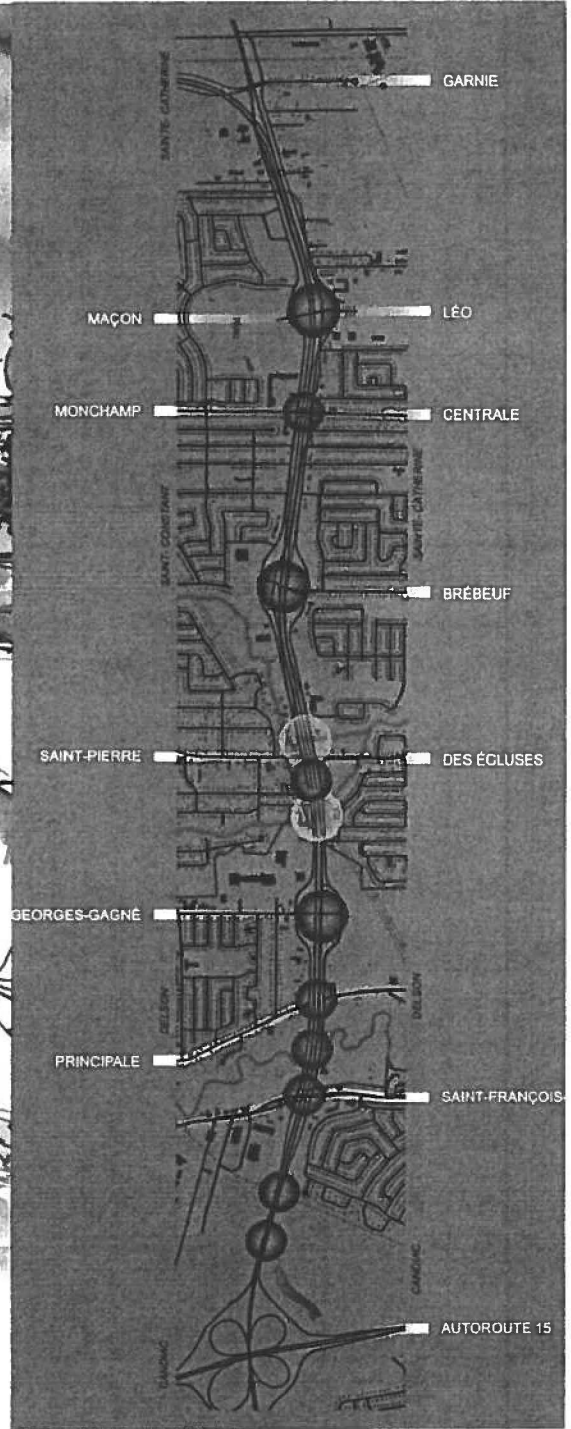 GARNIE
SAINTE-CATHERINE
MAÇON
LÉO
MONCHAMP
CENTRALE
SAINT-CONSTANT
SAINTE-CATHERINE
BRÉBEUF
SAINT-PIERRE
DES ÉCLUSES
GEORGES-GAGNÉ
DELSON
DELSON
PRINCIPALE
SAINT-FRANÇOIS-
CANDIAC
AUTOROUTE 15
CANDIAC